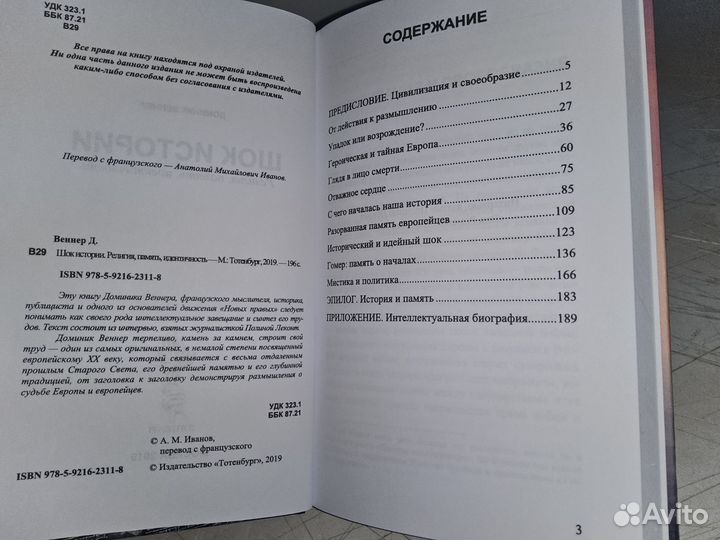 УДК 323.1
ББК 87.21
В29
Все права на книгу находятся под охраной издателей.
Ни одна часть данного издания не может быть воспроизведена
каким-либо способом без согласования с издателями.
ШОК ИСТОРИИ
Перевод с французского — Анатолий Михайлович Иванов.
Веннер Д.
В29 Шок истории. Религия, память, идентичность — М.: Тотенбург, 2019. — 196 с.
ISBN 978-5-9216-2311-8
Эту книгу Доминика Веннера, французского мыслителя, историка,
публициста и одного из основателей движения «Новых правых» следует
понимать как своего рода интеллектуальное завещание и синтез его тру-
дов. Текст состоит из интервью, взятых журналисткой Полиной Леконт.
Доминик Веннер терпеливо, камень за камнем, строит свой
труд — один из самых оригинальных, в немалой степени посвященный
европейскому XX веку, который связывается с весьма отдаленным
прошлым Старого Света, его древнейшей памятью и его глубинной
традицией, от заголовка к заголовку демонстрируя размышления о
судьбе Европы и европейцев.
УДК 323.1
ББК 87.21
© А. М. Иванов,
перевод с французского
ISBN 978-5-9216-2311-8 © Издательство «Тотенбург», 2019
СОДЕРЖАНИЕ
ПРЕДИСЛОВИЕ. Цивилизация и своеобразие 5
От действия к размышлению 12
Упадок или возрождение? 27
Героическая и тайная Европа 36
Глядя в лицо смерти 60
Отважное сердце 75
С чего началась наша история 85
Разорванная память европейцев 109
Исторический и идейный шок 123
Гомер: память о началах 136
Мистика и политика 166
ЭПИЛОГ. История и память 183
ПРИЛОЖЕНИЕ. Интеллектуальная биография 189
3
Avito